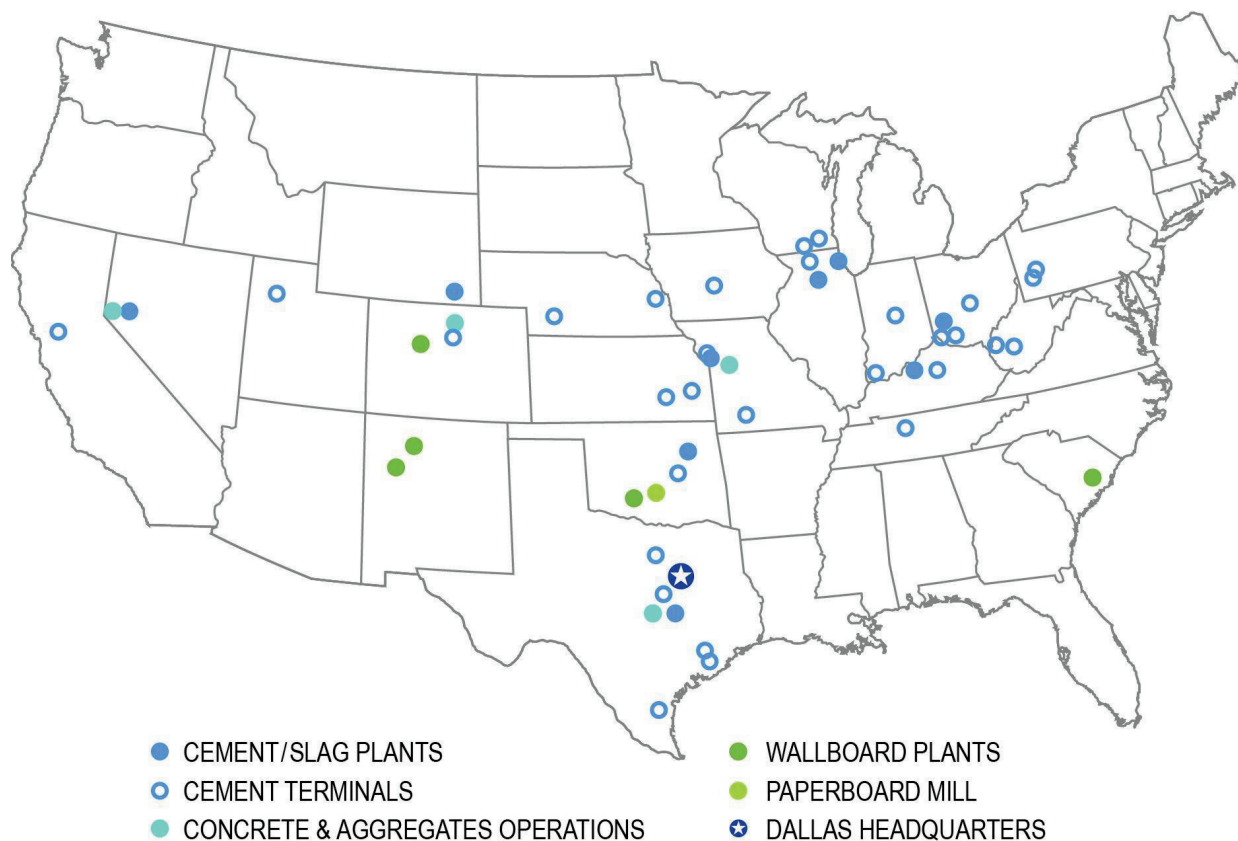 CEMENT/SLAG PLANTS
CEMENT TERMINALS
CONCRETE & AGGREGATES OPERATIONS
WALLBOARD PLANTS
PAPERBOARD MILL
DALLAS HEADQUARTERS